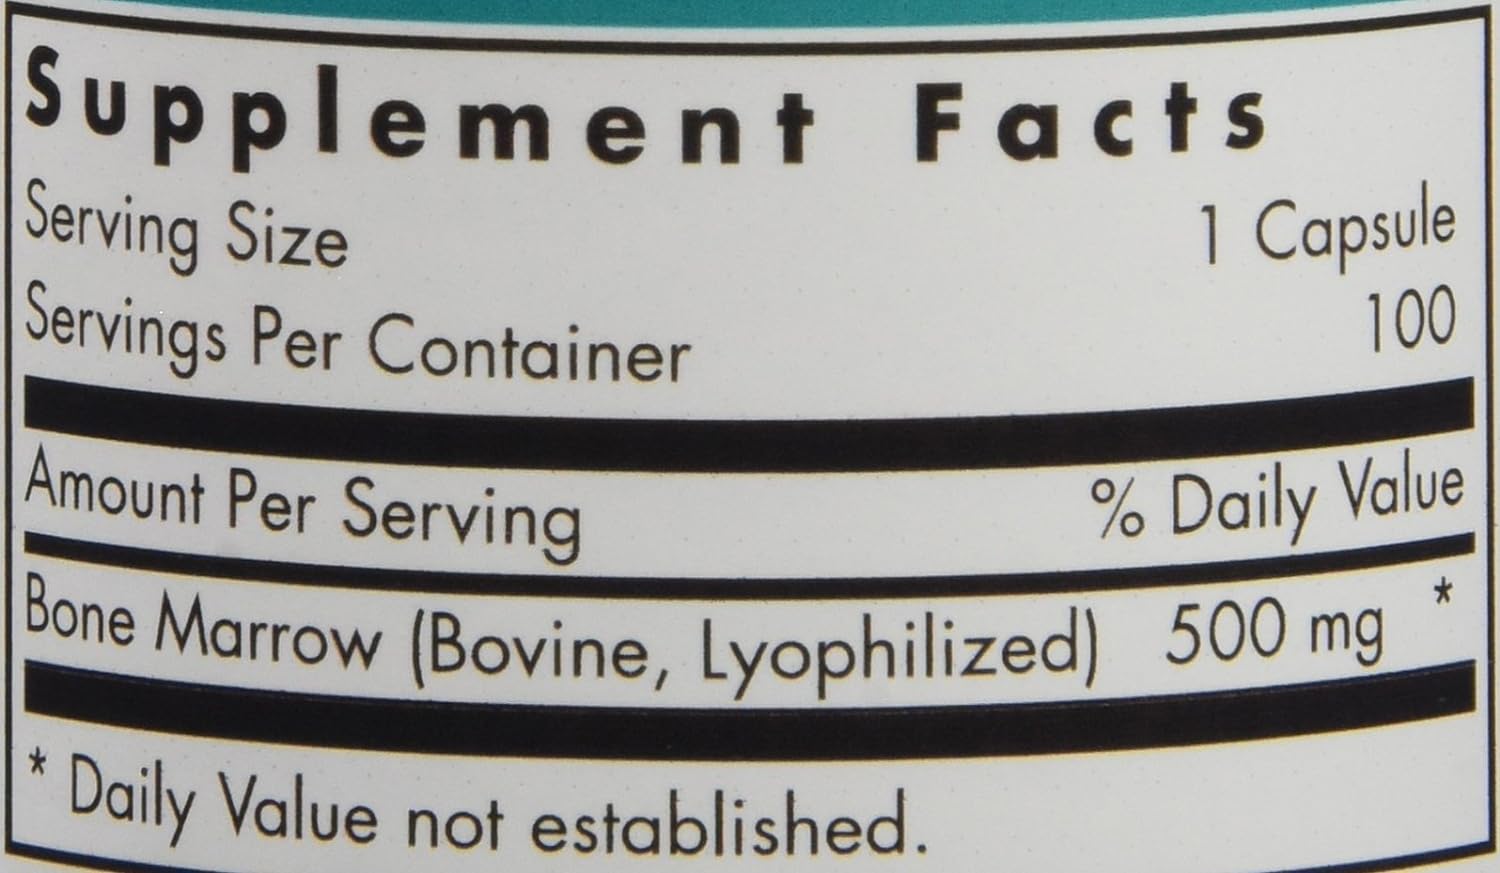 Supplement Facts
Serving Size 1 Capsule
Servings Per Container 100
Amount Per Serving % Daily Value
Bone Marrow (Bovine, Lyophilized) 500 mg *
* Daily Value not established.